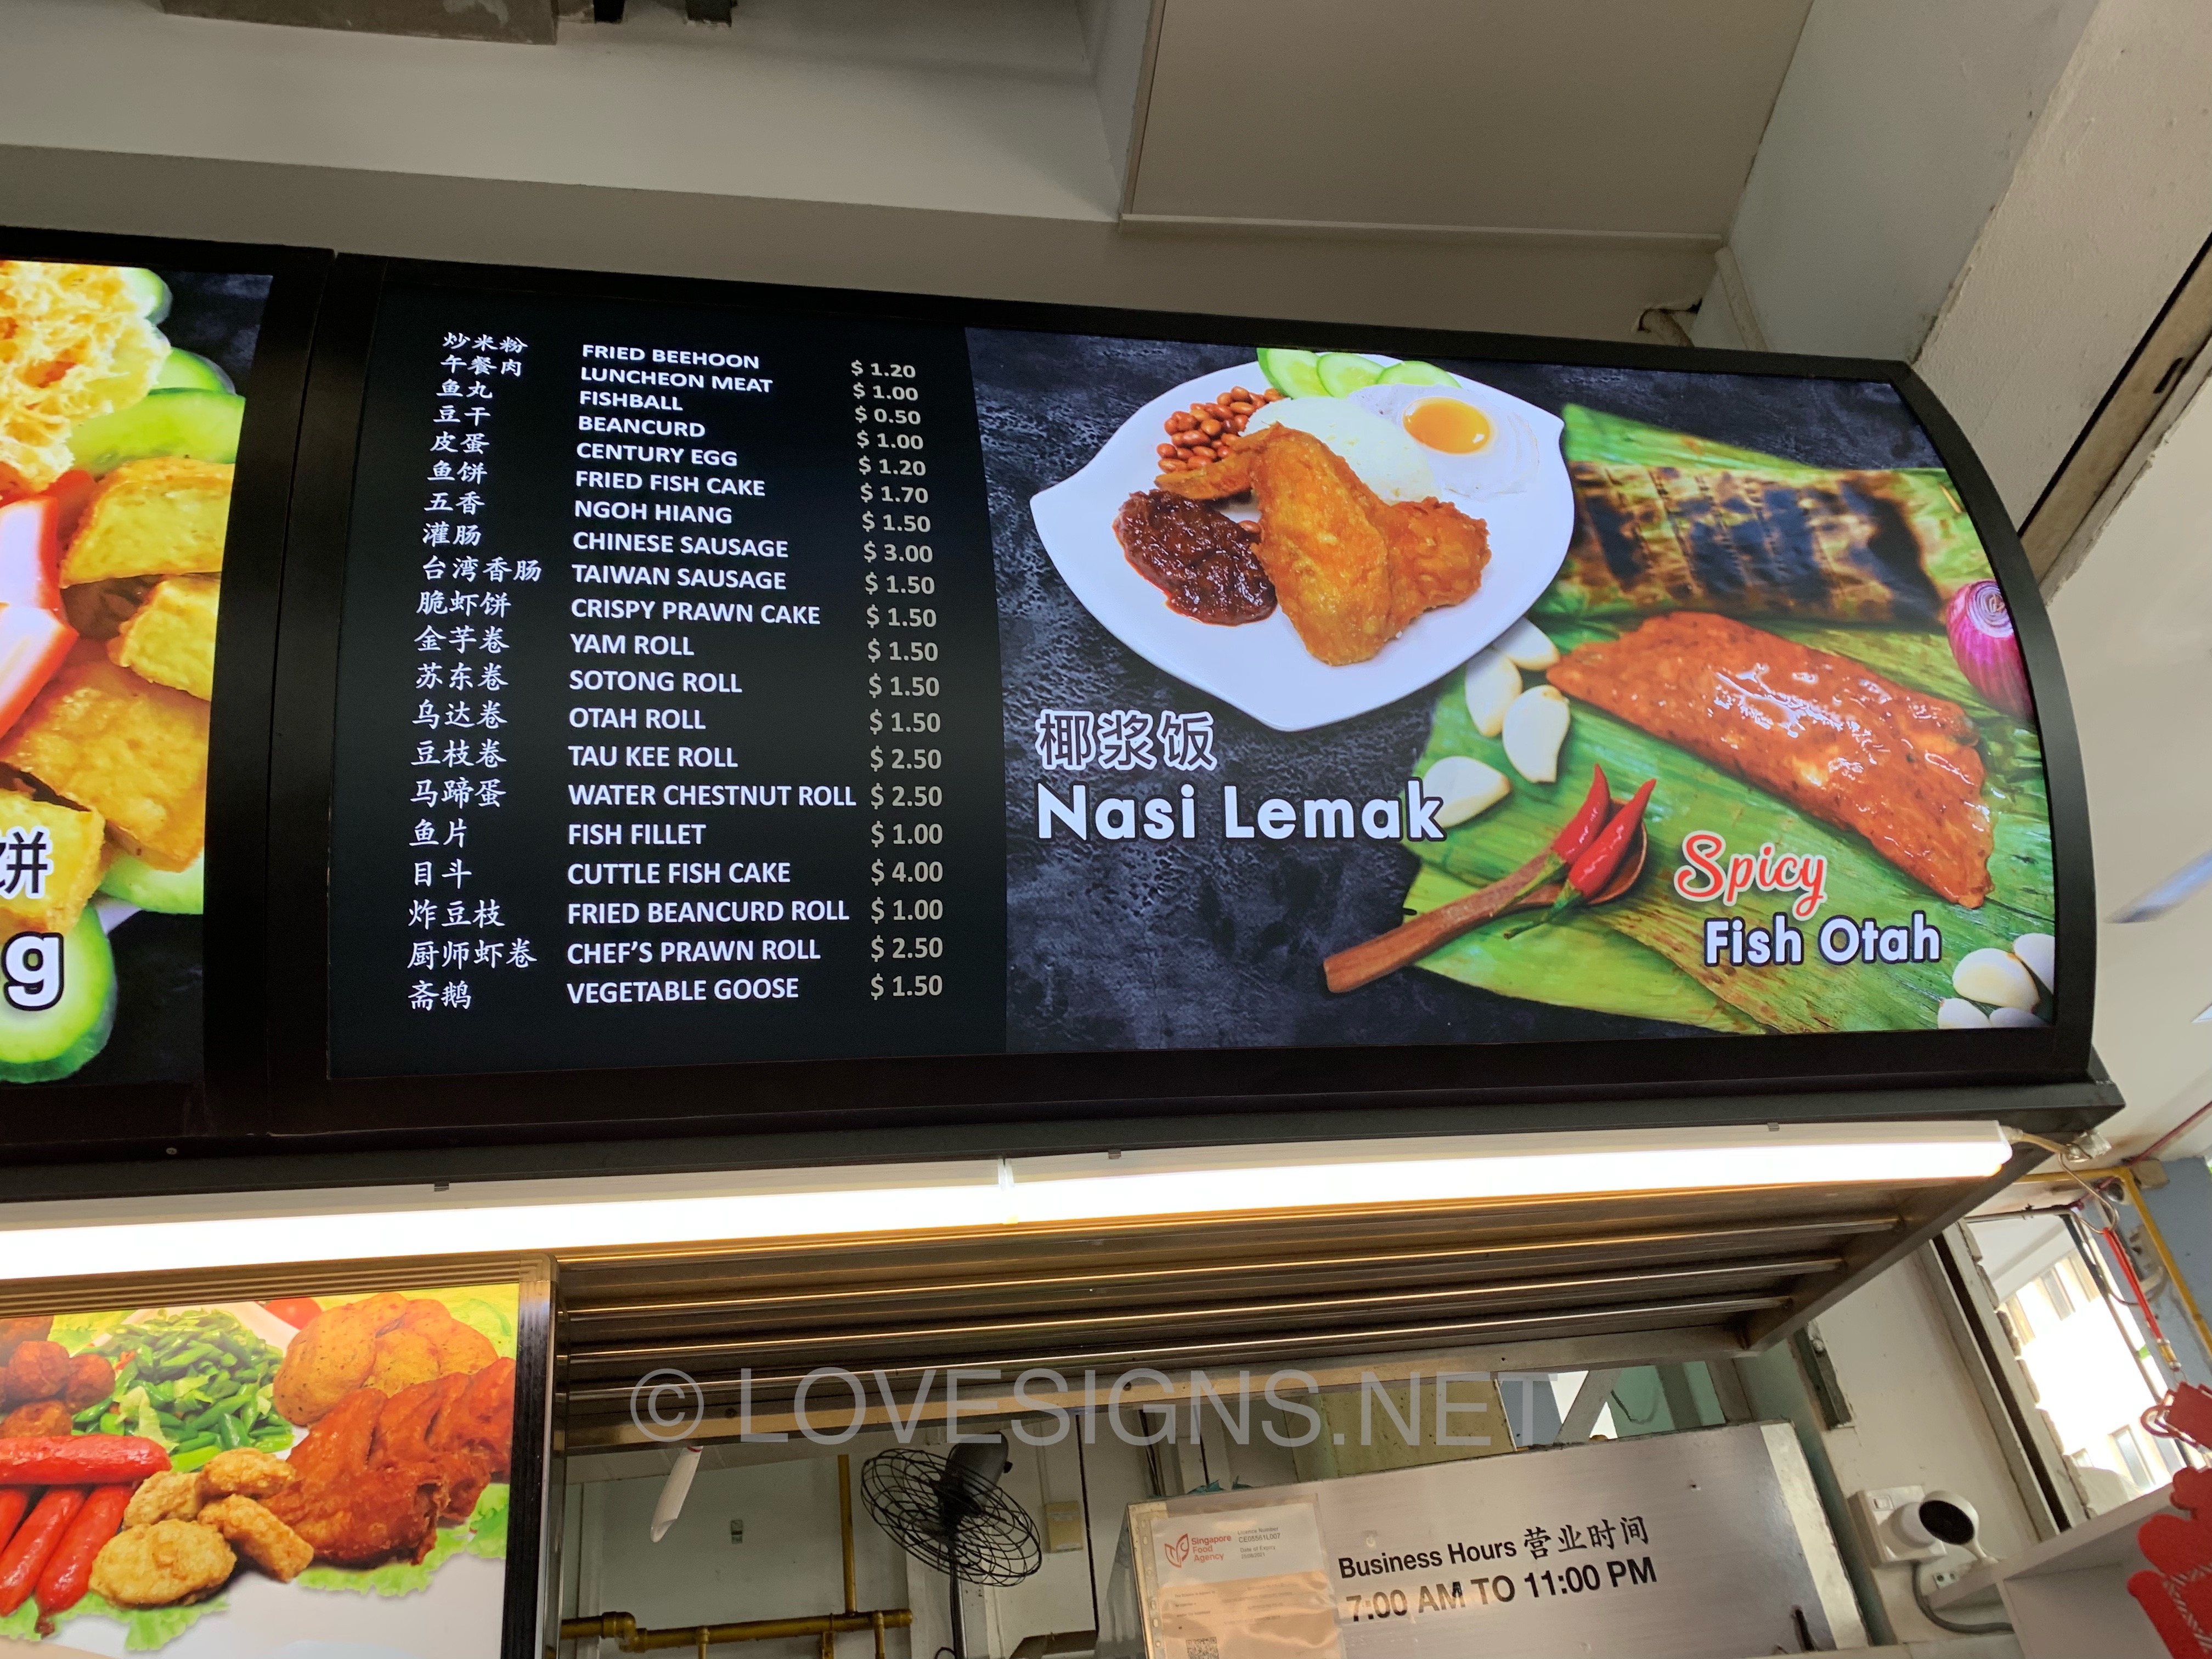 炒米粉 FRIED BEEHOON $ 1.20
午餐肉 LUNCHEON MEAT $ 1.00
鱼丸 FISHBALL $ 0.50
豆干 BEANCURD $ 1.00
皮蛋 CENTURY EGG $ 1.20
鱼饼 FRIED FISH CAKE $ 1.70
五香 NGOH HIANG $ 1.50
灌肠 CHINESE SAUSAGE $ 3.00
台湾香肠 TAIWAN SAUSAGE $ 1.50
脆虾饼 CRISPY PRAWN CAKE $ 1.50
金芋卷 YAM ROLL $ 1.50
苏东卷 SOTONG ROLL $ 1.50
乌达卷 OTAH ROLL $ 1.50
豆枝卷 TAU KEE ROLL $ 2.50
马蹄蛋 WATER CHESTNUT ROLL $ 2.50
鱼片 FISH FILLET $ 1.00
目斗 CUTTLE FISH CAKE $ 4.00
炸豆枝 FRIED BEANCURD ROLL $ 1.00
厨师虾卷 CHEF'S PRAWN ROLL $ 2.50
斋鹅 VEGETABLE GOOSE $ 1.50
椰浆饭
Nasi Lemak
Spicy
Fish Otah
饼
g
© LOVESIGNS.NET
Singapore
Food
Agency
Licence Number
Date of Expiry
Business Hours 营业时间
7:00 AM TO 11:00 PM